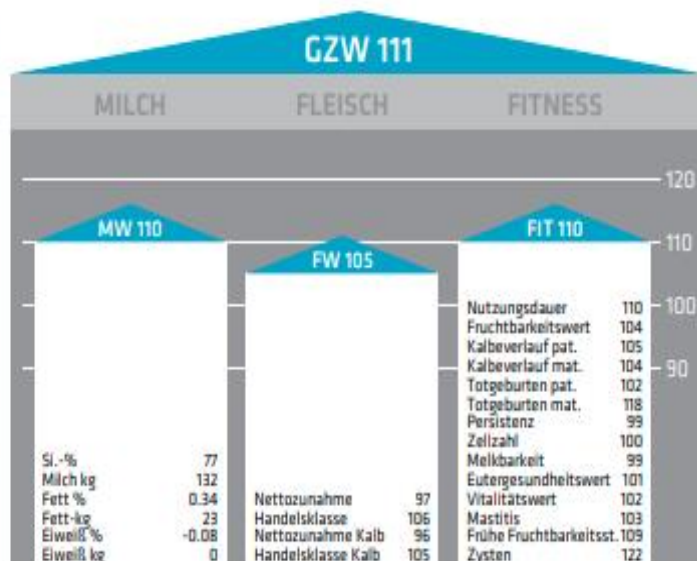 GZW 111
MILCH FLEISCH FITNESS
120
MW 110
FIT 110
110
FW 105
100
90
Nutzungsdauer 110
Fruchtbarkeitswert 104
Kalbeverlauf pat. 105
Kalbeverlauf mat. 104
Totgeburten pat. 102
Totgeburten mat. 118
Persistenz 99
Zellzahl 100
Melkbarkeit 99
Eutergesundheitswert 101
Vitalitätswert 102
Mastitis 103
Frühe Fruchtbarkeitsst. 109
Zysten 122
Si.-% 77
Milch kg 132
Fett % 0.34
Fett-kg 23
Eiweiß % -0.08
Eiweiß kg 0
Nettozunahme 97
Handelsklasse 106
Nettozunahme Kalb 96
Handelsklasse Kalb 105